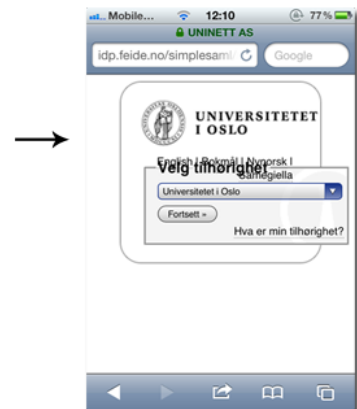 Mobile... 12:10 77%
UNINETT AS
idp.feide.no/simplesaml/ Google
UNIVERSITETET
I OSLO
English | Bokmål | Nynorsk |
Samegiella
Velg tilhørighet
Universitetet i Oslo
Fortsett »
Hva er min tilhørighet?